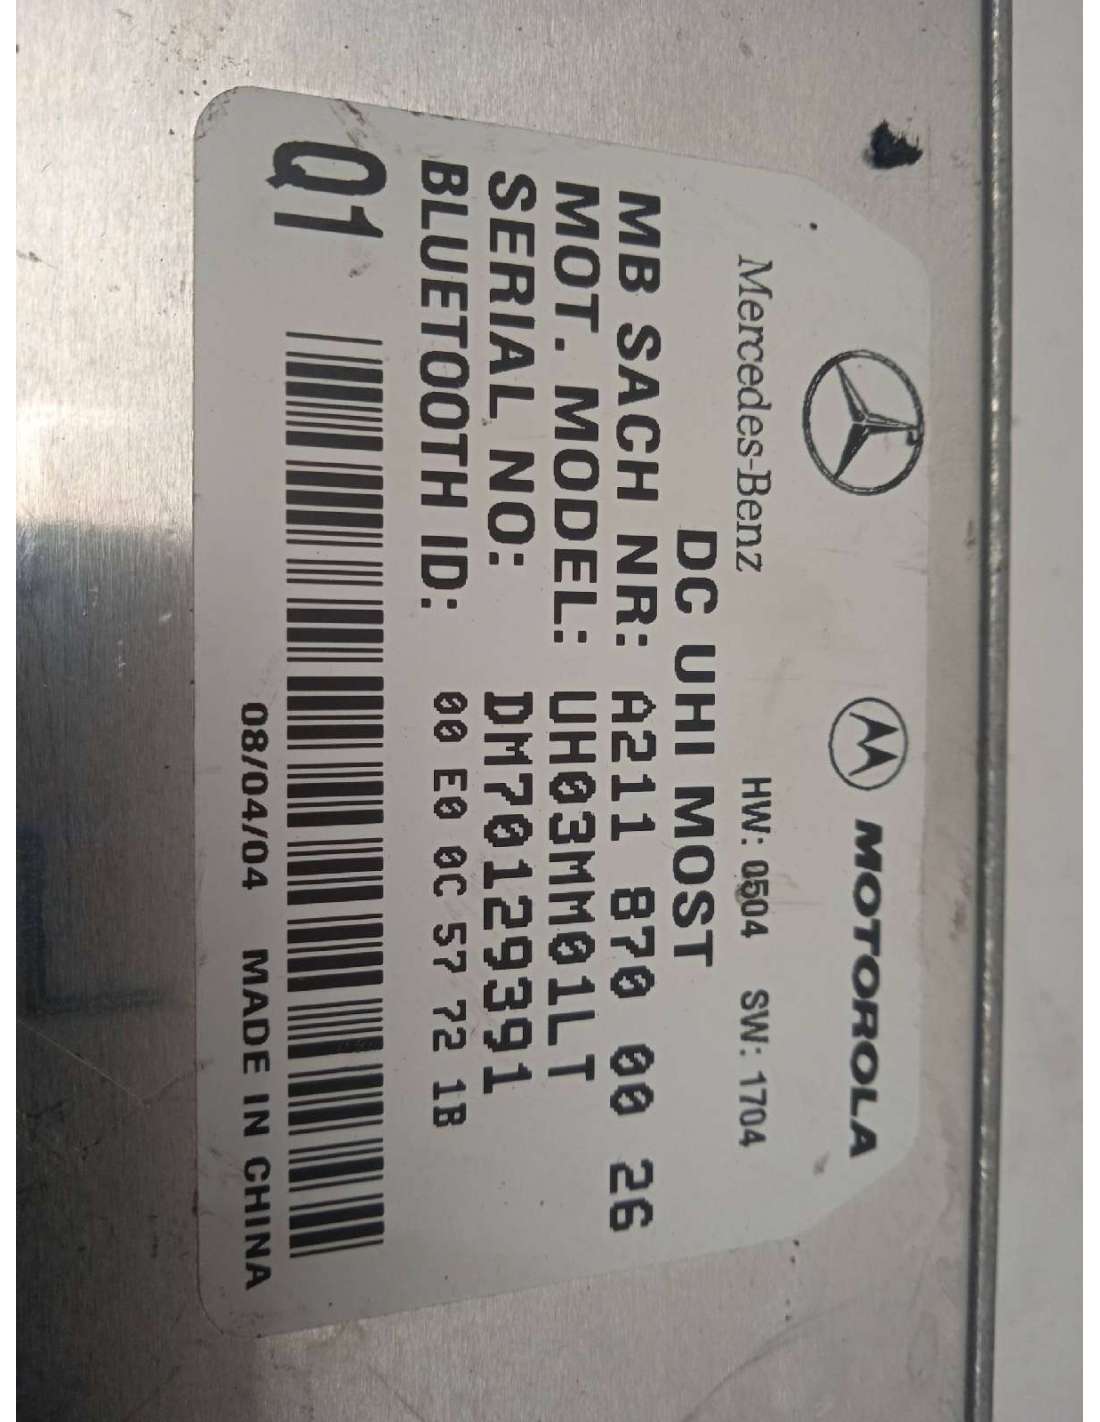 MOTOROLA
Mercedes-Benz HW: 0504 SW: 1704
DC UHI MOST
MB SACH NR: A211 870 00 26
MOT. MODEL: UH03MM01LT
SERIAL NO: DM70129391
BLUETOOTH ID: 00 E0 0C 57 72 1B
Q1
08/04/04 MADE IN CHINA